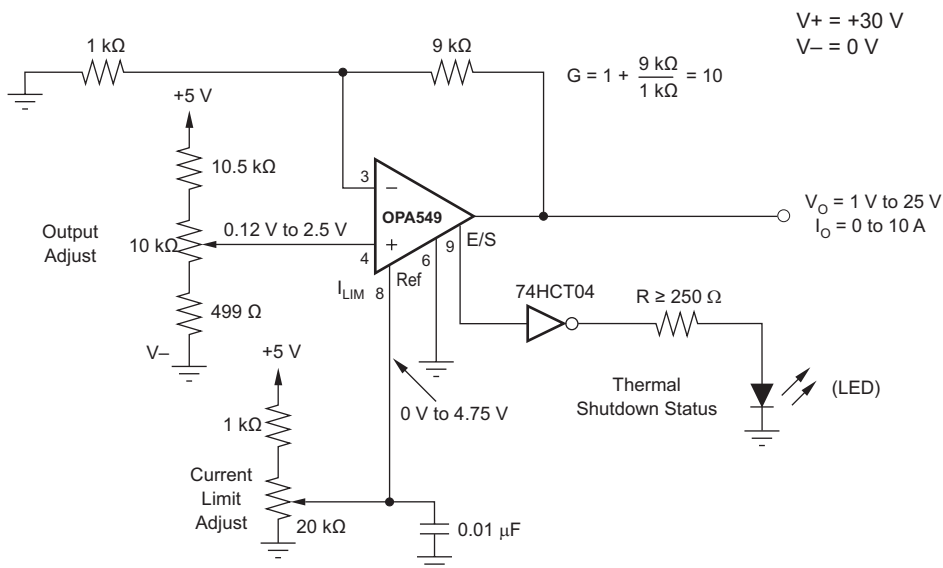 V+ = +30 V
V– = 0 V
1 kΩ
9 kΩ
G = 1 + 9 kΩ / 1 kΩ = 10
+5 V
10.5 kΩ
3
–
OPA549
Output
Adjust
10 kΩ
0.12 V to 2.5 V
+
4
9
E/S
VO = 1 V to 25 V
IO = 0 to 10 A
ILIM
8
Ref
6
499 Ω
V–
74HCT04
R ≥ 250 Ω
+5 V
Thermal
Shutdown Status
(LED)
0 V to 4.75 V
1 kΩ
Current
Limit
Adjust
20 kΩ
0.01 μF